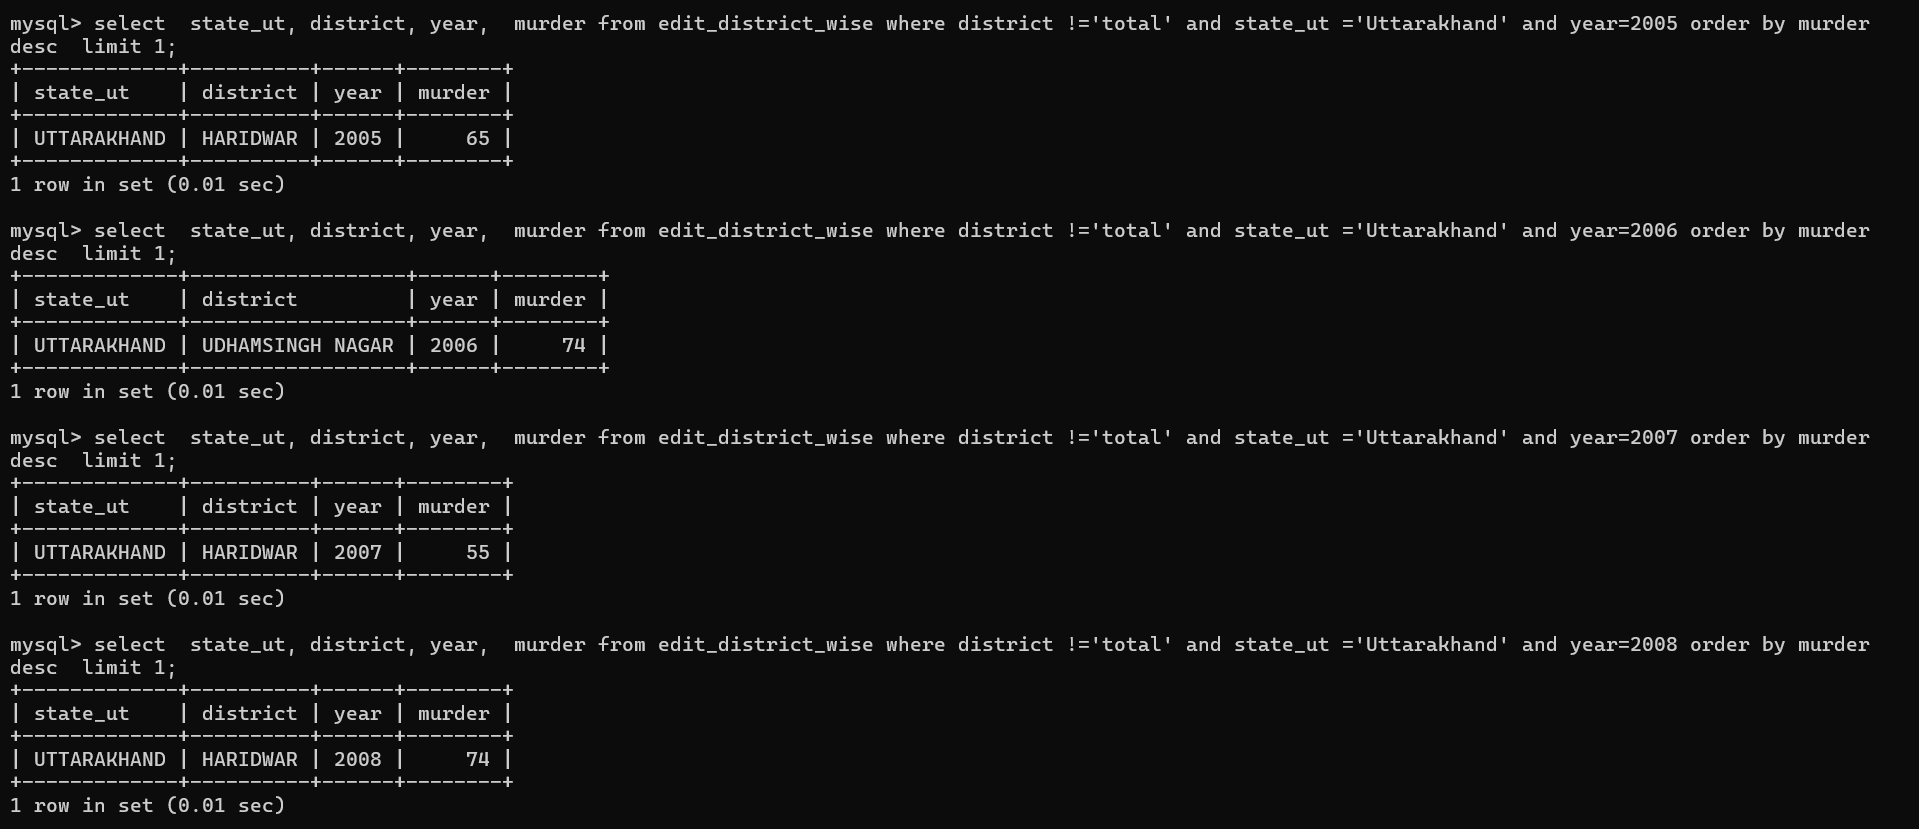 mysql> select  state_ut, district, year,  murder from edit_district_wise where district !='total' and state_ut ='Uttarakhand' and year=2005 order by murder
desc  limit 1;
+-------------+----------+------+--------+
| state_ut    | district | year | murder |
+-------------+----------+------+--------+
| UTTARAKHAND | HARIDWAR | 2005 |     65 |
+-------------+----------+------+--------+
1 row in set (0.01 sec)

mysql> select  state_ut, district, year,  murder from edit_district_wise where district !='total' and state_ut ='Uttarakhand' and year=2006 order by murder
desc  limit 1;
+-------------+------------------+------+--------+
| state_ut    | district         | year | murder |
+-------------+------------------+------+--------+
| UTTARAKHAND | UDHAMSINGH NAGAR | 2006 |     74 |
+-------------+------------------+------+--------+
1 row in set (0.01 sec)

mysql> select  state_ut, district, year,  murder from edit_district_wise where district !='total' and state_ut ='Uttarakhand' and year=2007 order by murder
desc  limit 1;
+-------------+----------+------+--------+
| state_ut    | district | year | murder |
+-------------+----------+------+--------+
| UTTARAKHAND | HARIDWAR | 2007 |     55 |
+-------------+----------+------+--------+
1 row in set (0.01 sec)

mysql> select  state_ut, district, year,  murder from edit_district_wise where district !='total' and state_ut ='Uttarakhand' and year=2008 order by murder
desc  limit 1;
+-------------+----------+------+--------+
| state_ut    | district | year | murder |
+-------------+----------+------+--------+
| UTTARAKHAND | HARIDWAR | 2008 |     74 |
+-------------+----------+------+--------+
1 row in set (0.01 sec)